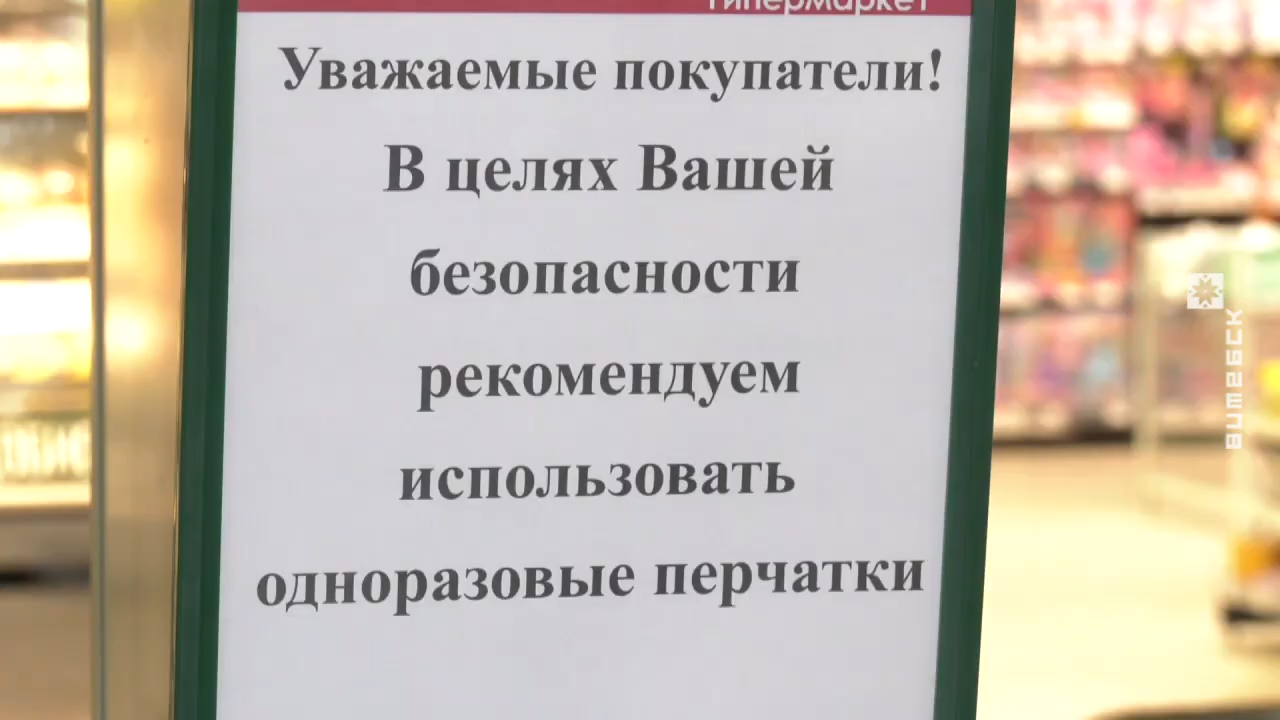 гипермаркет
Уважаемые покупатели!
В целях Вашей
безопасности
рекомендуем
использовать
одноразовые перчатки
ВИТЕБСК